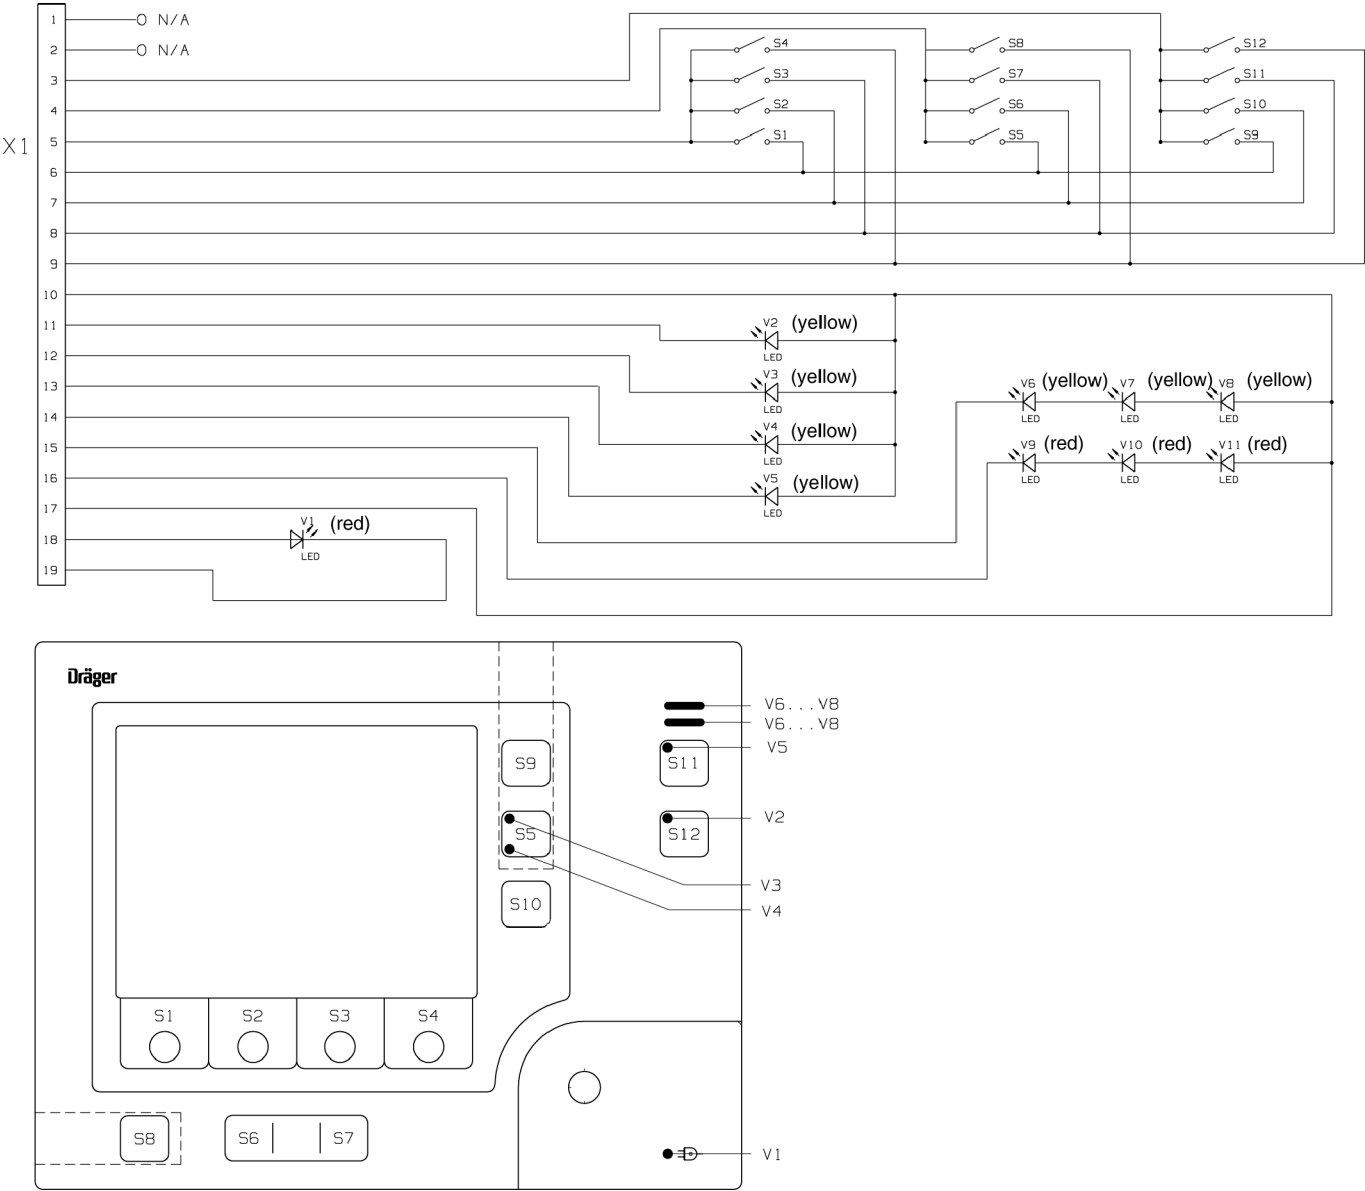 1 O N/A
2 O N/A
3
4
5
6
7
8
9
10
11
12
13
14
15
16
17
18
19
X1
S4 S8 S12
S3 S7 S11
S2 S6 S10
S1 S5 S9
V2 (yellow)
LED
V3 (yellow)
LED
V4 (yellow)
LED
V5 (yellow)
LED
V6 (yellow) V7 (yellow) V8 (yellow)
LED LED LED
V9 (red) V10 (red) V11 (red)
LED LED LED
V1 (red)
LED
Dräger
V6...V8
V6...V8
V5
S9 S11
V2
S5 S12
V3
S10
V4
S1 S2 S3 S4
S8 S6 S7
V1